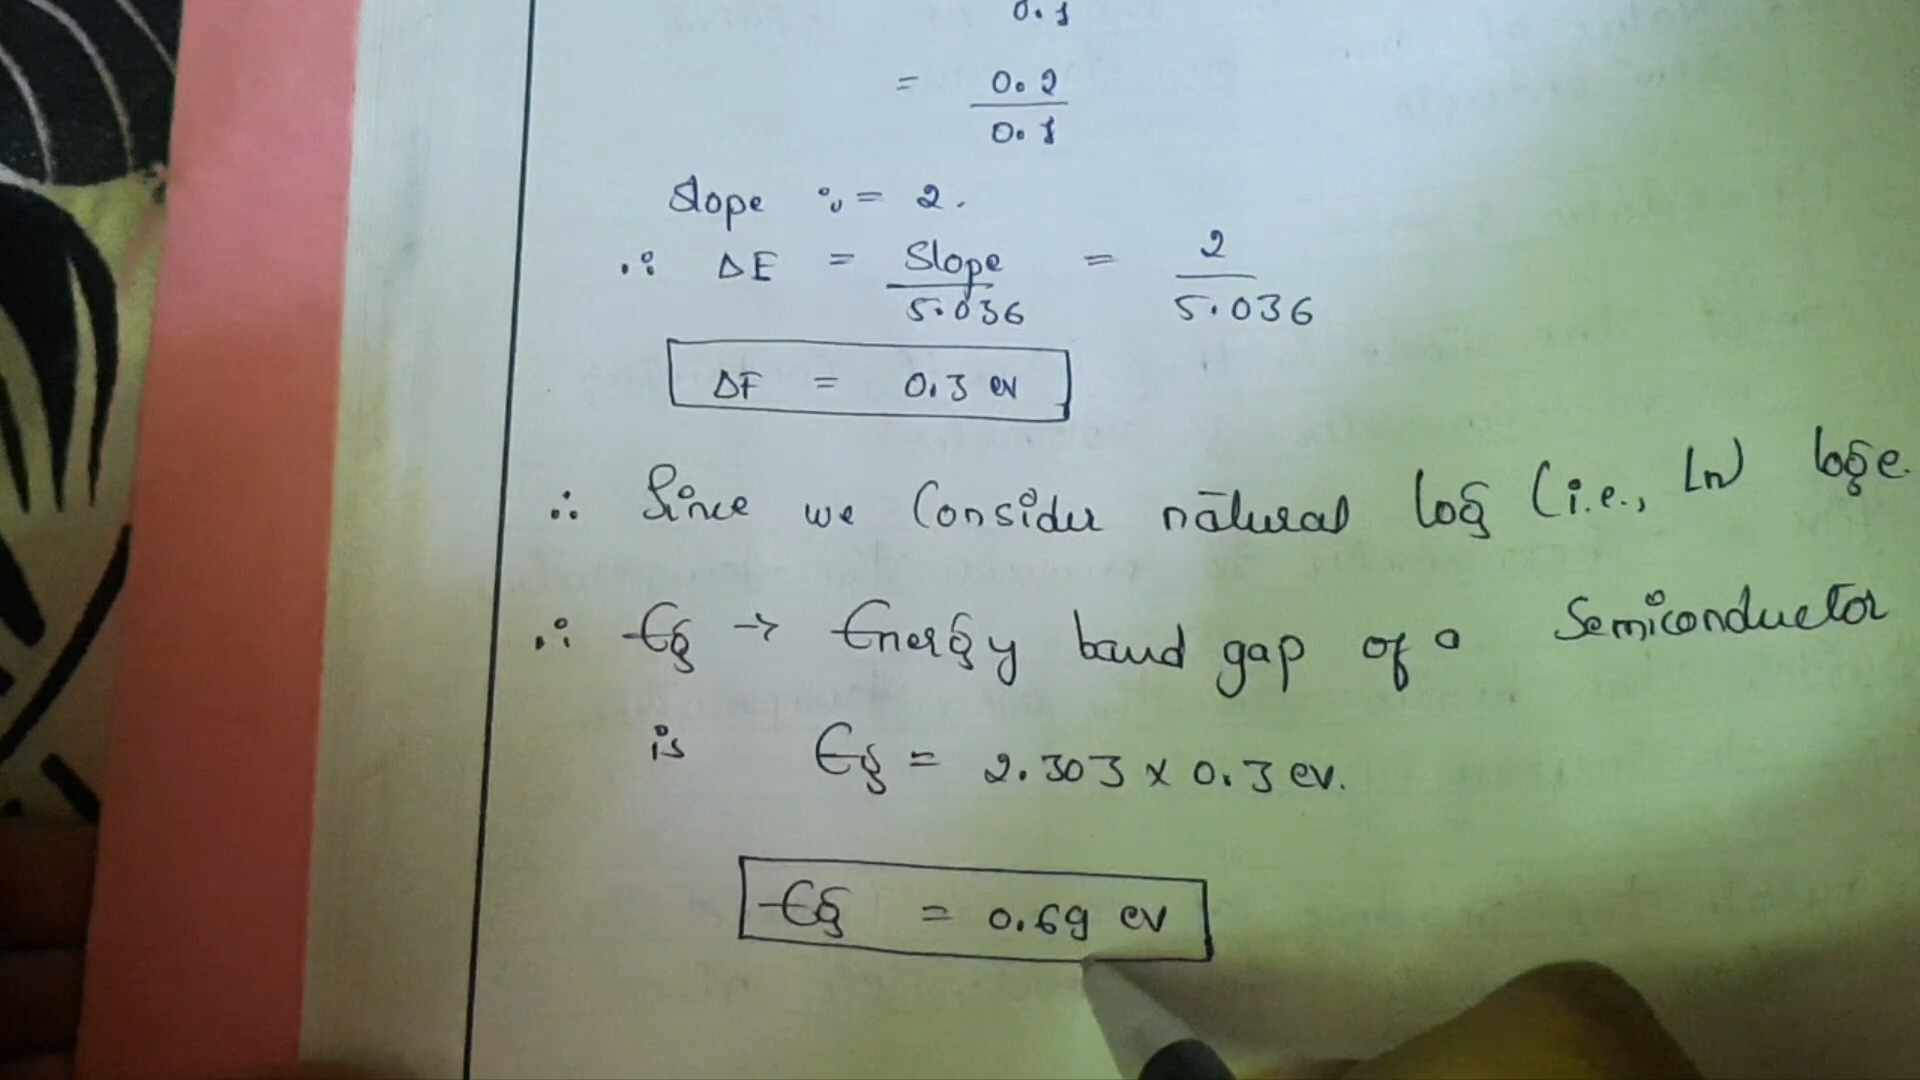 0.1
= 0.2
0.1
Slope := 2.
∴ ΔE = Slope = 2
5.036 5.036
ΔE = 0.3 ev
∴ Since we Consider natural log (i.e., Ln) loge.
∴ Eg → Energy band gap of a Semiconductor
is Eg = 2.303 x 0.3 ev.
Eg = 0.69 ev